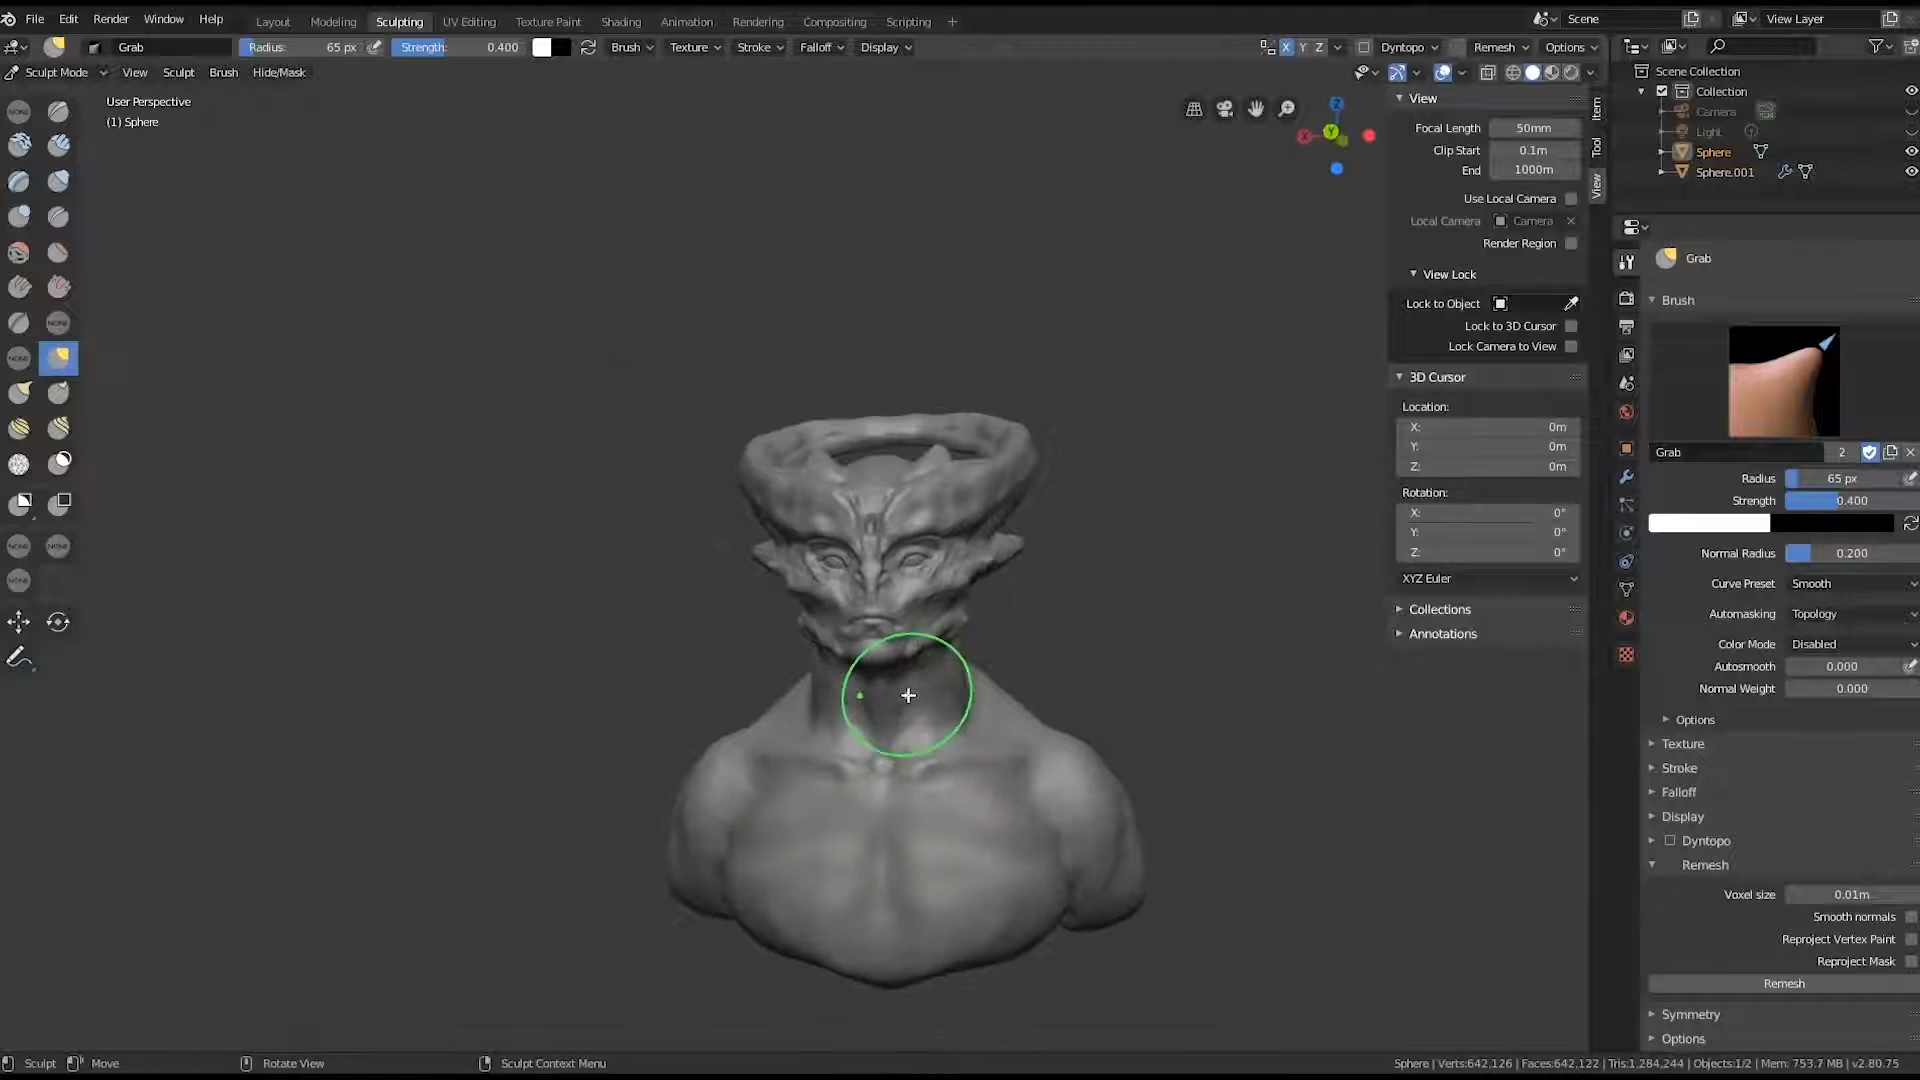 File Edit Render Window Help Layout Modeling Sculpting UV Editing Texture Paint Shading Animation Rendering Compositing Scripting + Scene View Layer
Grab Radius: 65 px Strength: 0.400 Brush Texture Stroke Falloff Display X Y Z Dyntopo Remesh Options
Sculpt Mode View Sculpt Brush Hide/Mask
User Perspective
(1) Sphere
NONE
NONE
NONE
NONE
NONE
NONE
Z
X
Y
View
Focal Length 50mm
Clip Start 0.1m
End 1000m
Use Local Camera
Local Camera Camera
Render Region
View Lock
Lock to Object
Lock to 3D Cursor
Lock Camera to View
3D Cursor
Location:
X: 0m
Y: 0m
Z: 0m
Rotation:
X: 0°
Y: 0°
Z: 0°
XYZ Euler
Collections
Annotations
Item
Tool
View
Scene Collection
Collection
Camera
Light
Sphere
Sphere.001
Grab
Brush
Grab 2
Radius 65 px
Strength 0.400
Normal Radius 0.200
Curve Preset Smooth
Automasking Topology
Color Mode Disabled
Autosmooth 0.000
Normal Weight 0.000
Options
Texture
Stroke
Falloff
Display
Dyntopo
Remesh
Voxel size 0.01m
Smooth normals
Reproject Vertex Paint
Reproject Mask
Remesh
Symmetry
Options
Sculpt Move Rotate View Sculpt Context Menu Sphere | Verts:642,126 | Faces:642,122 | Tris:1,284,244 | Objects:1/2 | Mem: 753.7 MB | v2.80.75